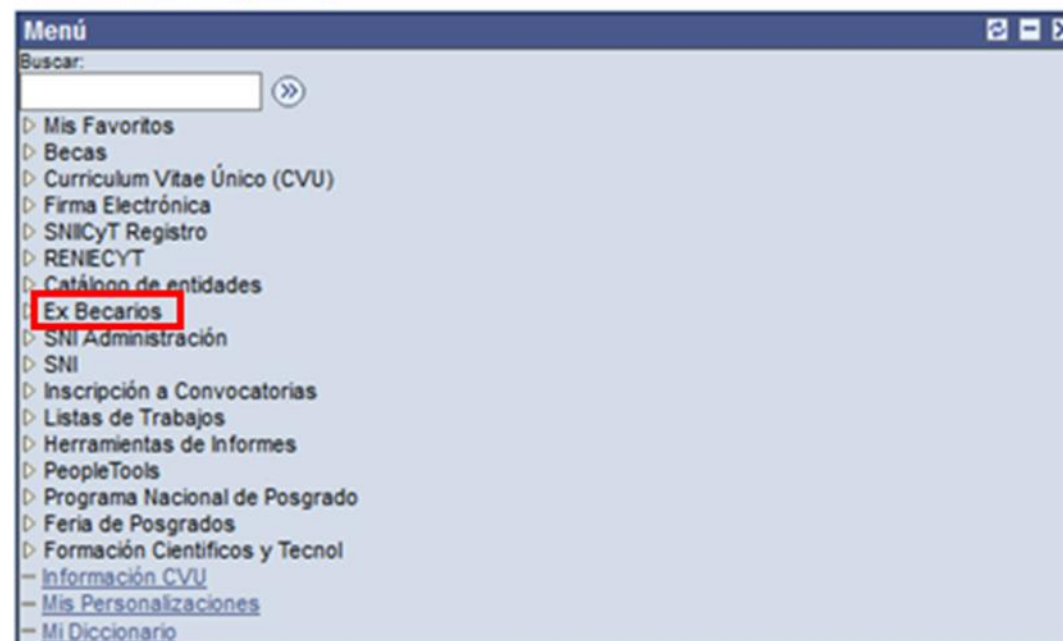 Menú
Buscar:
Mis Favoritos
Becas
Curriculum Vitae Único (CVU)
Firma Electrónica
SNIICyT Registro
RENIECYT
Catálogo de entidades
Ex Becarios
SNI Administración
SNI
Inscripción a Convocatorias
Listas de Trabajos
Herramientas de Informes
PeopleTools
Programa Nacional de Posgrado
Feria de Posgrados
Formación Cientificos y Tecnol
Información CVU
Mis Personalizaciones
Mi Diccionario